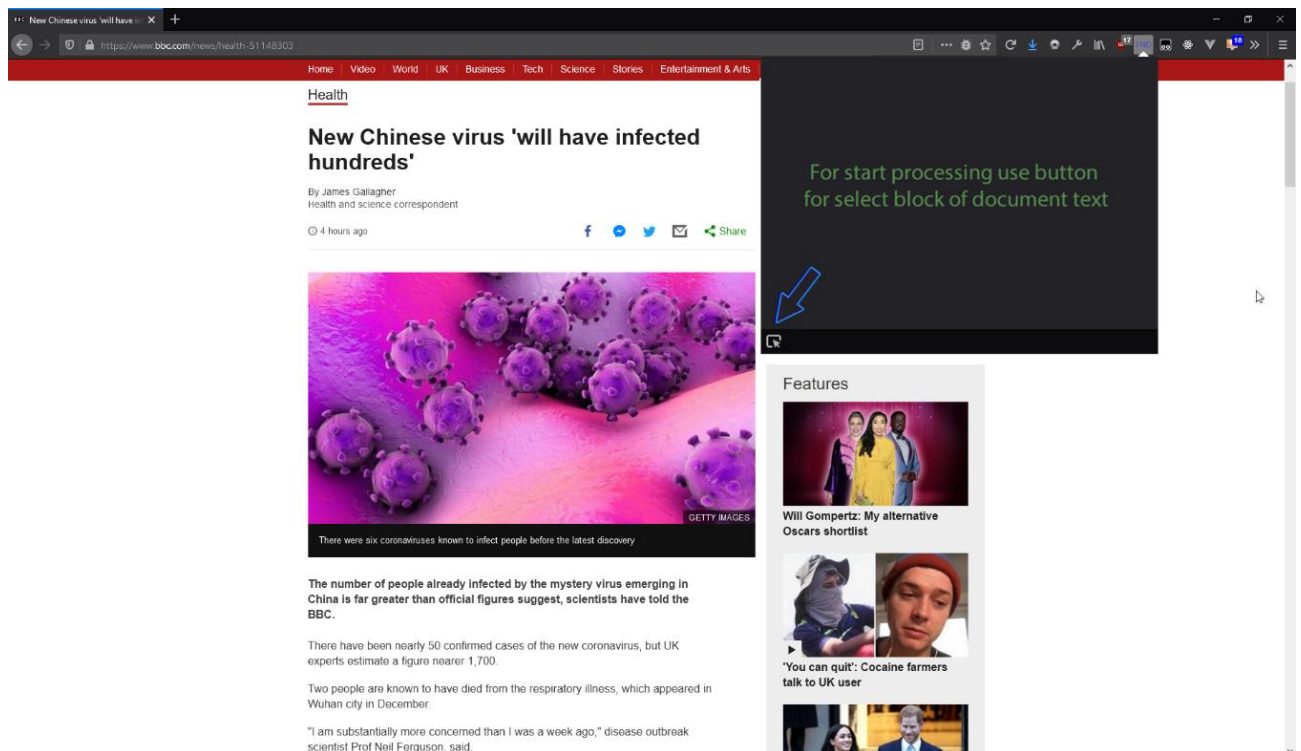 BBC New Chinese virus 'will have in
https://www.bbc.com/news/health-51148303
17
18
Home Video World UK Business Tech Science Stories Entertainment & Arts
Health
New Chinese virus 'will have infected
hundreds'
By James Gallagher
Health and science correspondent
4 hours ago
Share
GETTY IMAGES
There were six coronaviruses known to infect people before the latest discovery
The number of people already infected by the mystery virus emerging in
China is far greater than official figures suggest, scientists have told the
BBC.
There have been nearly 50 confirmed cases of the new coronavirus, but UK
experts estimate a figure nearer 1,700.
Two people are known to have died from the respiratory illness, which appeared in
Wuhan city in December.
"I am substantially more concerned than I was a week ago," disease outbreak
scientist Prof Neil Ferguson, said.
For start processing use button
for select block of document text
Features
Will Gompertz: My alternative
Oscars shortlist
'You can quit': Cocaine farmers
talk to UK user